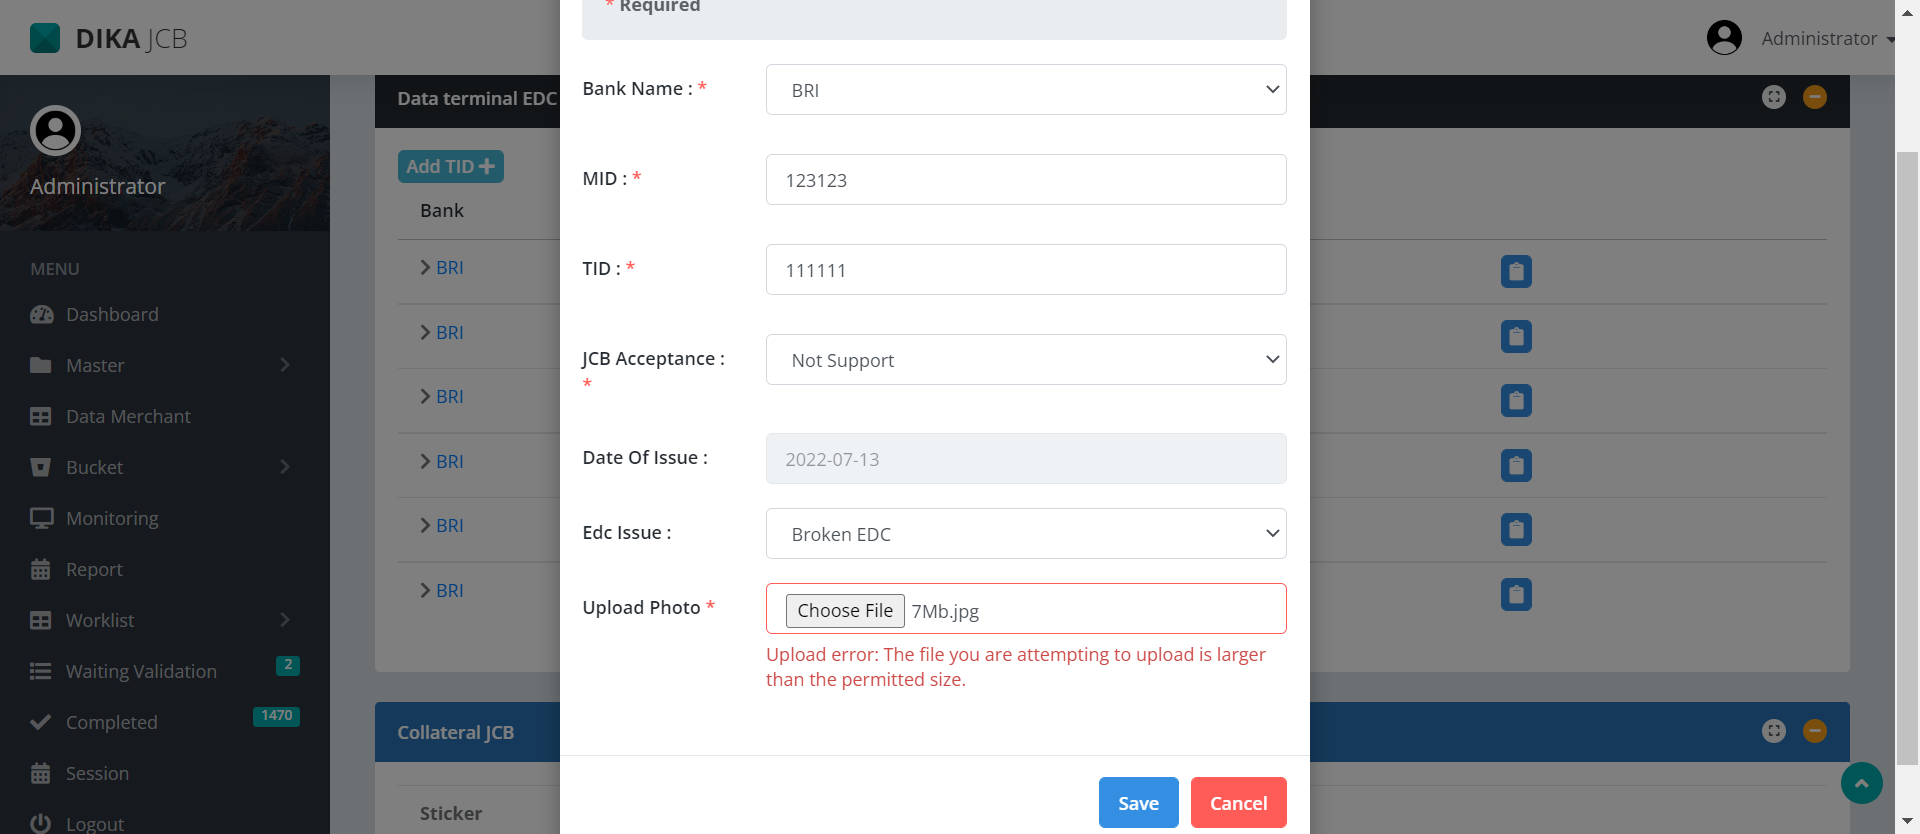 DIKA JCB
Administrator
Administrator
MENU
Dashboard
Master
Data Merchant
Bucket
Monitoring
Report
Worklist
Waiting Validation 2
Completed 1470
Session
Logout
Data terminal EDC
Add TID
Bank
BRI
BRI
BRI
BRI
BRI
BRI
Collateral JCB
Sticker
* Required
Bank Name : *
BRI
MID : *
123123
TID : *
111111
JCB Acceptance :
*
Not Support
Date Of Issue :
2022-07-13
Edc Issue :
Broken EDC
Upload Photo *
Choose File 7Mb.jpg
Upload error: The file you are attempting to upload is larger
than the permitted size.
Save
Cancel